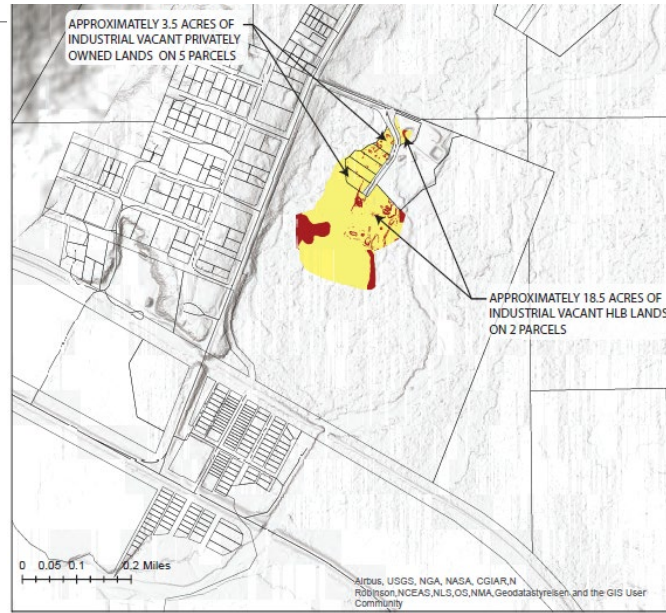 APPROXIMATELY 3.5 ACRES OF
INDUSTRIAL VACANT PRIVATELY
OWNED LANDS ON 5 PARCELS
APPROXIMATELY 18.5 ACRES OF
INDUSTRIAL VACANT HLB LANDS
ON 2 PARCELS
0 0.05 0.1 0.2 Miles
Airbus, USGS, NGA, NASA, CGIAR,N
Robinson,NCEAS,NLS,OS,NMA,Geodatastyrelsen and the GIS User
Community